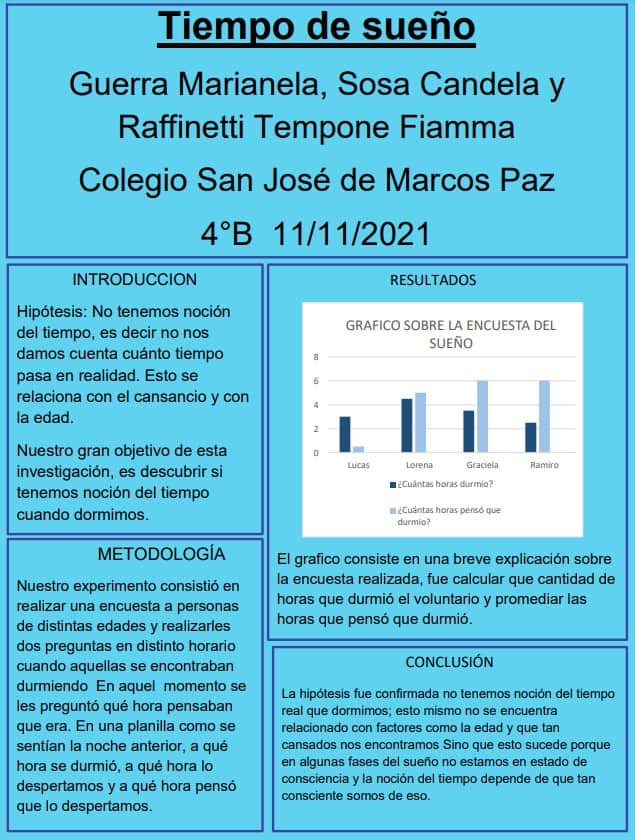 Tiempo de sueño
Guerra Marianela, Sosa Candela y
Raffinetti Tempone Fiamma
Colegio San José de Marcos Paz
4°B  11/11/2021
INTRODUCCION
Hipótesis: No tenemos noción
del tiempo, es decir no nos
damos cuenta cuánto tiempo
pasa en realidad. Esto se
relaciona con el cansancio y con
la edad.
Nuestro gran objetivo de esta
investigación, es descubrir si
tenemos noción del tiempo
cuando dormimos.
METODOLOGÍA
Nuestro experimento consistió en
realizar una encuesta a personas
de distintas edades y realizarles
dos preguntas en distinto horario
cuando aquellas se encontraban
durmiendo  En aquel  momento se
les preguntó qué hora pensaban
que era. En una planilla como se
sentían la noche anterior, a qué
hora se durmió, a qué hora lo
despertamos y a qué hora pensó
que lo despertamos.
RESULTADOS
GRAFICO SOBRE LA ENCUESTA DEL
SUEÑO
8
6
4
2
0
Lucas Lorena Graciela Ramiro
¿Cuántas horas durmio?
¿Cuántas horas pensó que
durmio?
El grafico consiste en una breve explicación sobre
la encuesta realizada, fue calcular que cantidad de
horas que durmió el voluntario y promediar las
horas que pensó que durmió.
CONCLUSIÓN
La hipótesis fue confirmada no tenemos noción del tiempo
real que dormimos; esto mismo no se encuentra
relacionado con factores como la edad y que tan
cansados nos encontramos Sino que esto sucede porque
en algunas fases del sueño no estamos en estado de
consciencia y la noción del tiempo depende de que tan
consciente somos de eso.